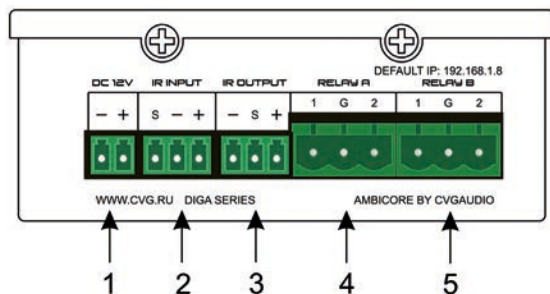 DEFAULT IP: 192.168.1.8
DC 12V IR INPUT IR OUTPUT RELAY A RELAY B
− + S − + − S + 1 G 2 1 G 2
WWW.CVG.RU DIGA SERIES AMBICORE BY CVGAUDIO
1 2 3 4 5